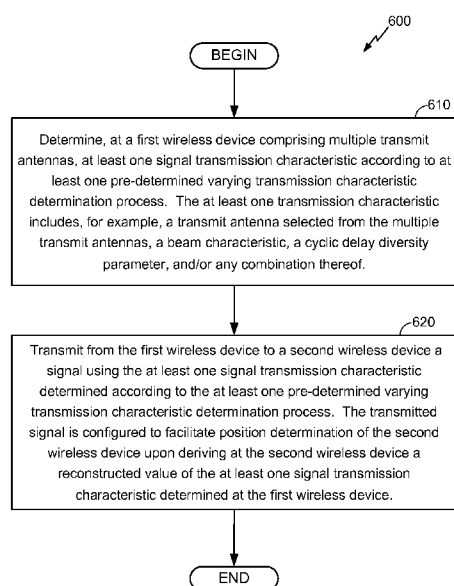 600
BEGIN
610
Determine, at a first wireless device comprising multiple transmit
antennas, at least one signal transmission characteristic according to at
least one pre-determined varying transmission characteristic
determination process. The at least one transmission characteristic
includes, for example, a transmit antenna selected from the multiple
transmit antennas, a beam characteristic, a cyclic delay diversity
parameter, and/or any combination thereof.
620
Transmit from the first wireless device to a second wireless device a
signal using the at least one signal transmission characteristic
determined according to the at least one pre-determined varying
transmission characteristic determination process. The transmitted
signal is configured to facilitate position determination of the second
wireless device upon deriving at the second wireless device a
reconstructed value of the at least one signal transmission
characteristic determined at the first wireless device.
END